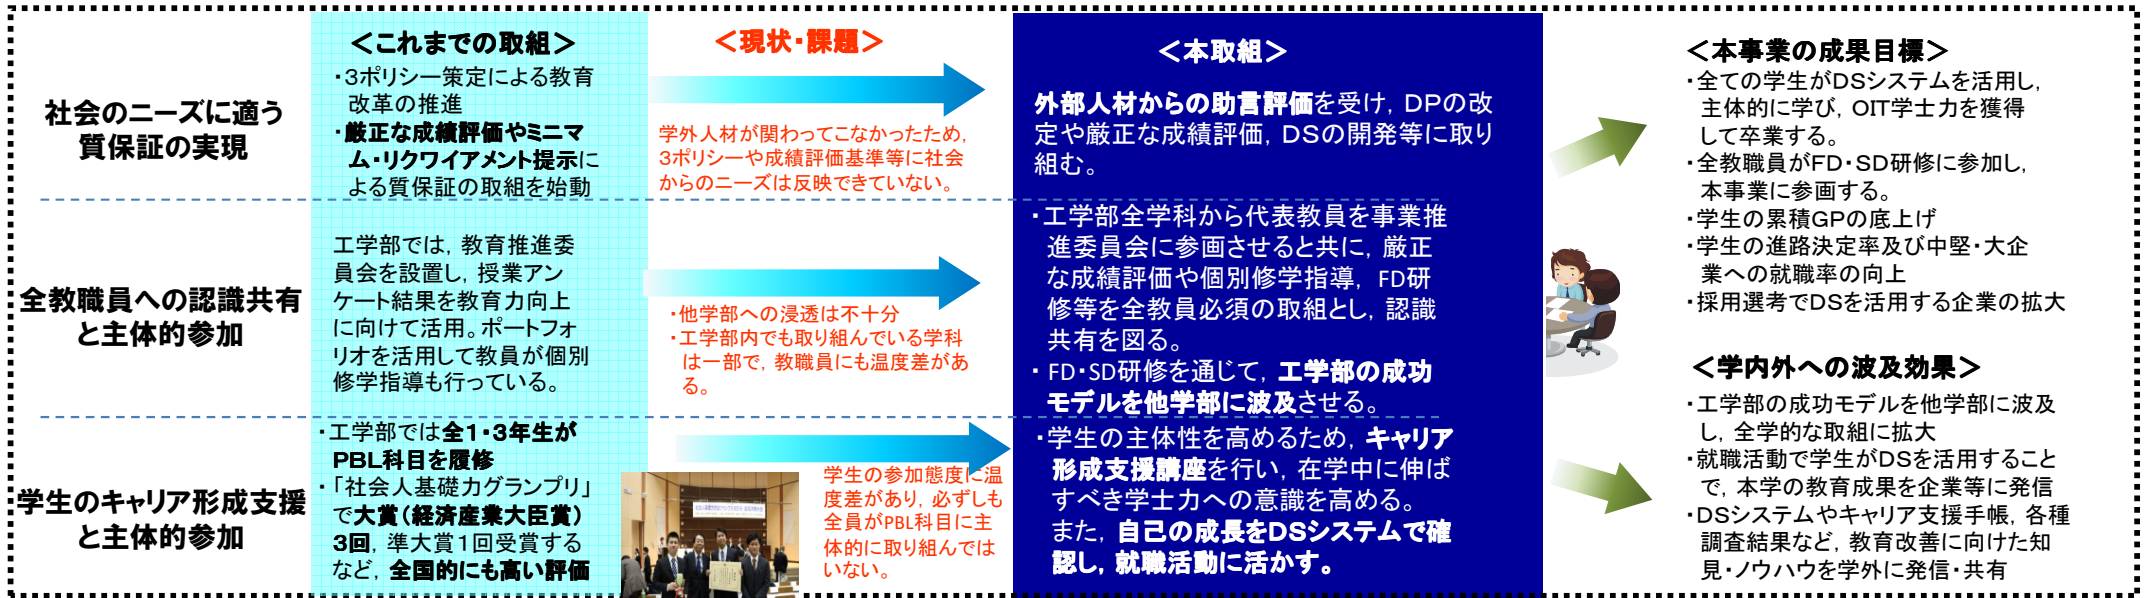 社会のニーズに適う
質保証の実現
全教職員への認識共有
と主体的参加
学生のキャリア形成支援
と主体的参加
＜これまでの取組＞
・3ポリシー策定による教育
改革の推進
・厳正な成績評価やミニマ
ム・リクワイアメント提示に
よる質保証の取組を始動
工学部では，教育推進委
員会を設置し，授業アン
ケート結果を教育力向上
に向けて活用。ポートフォ
リオを活用して教員が個別
修学指導も行っている。
・工学部では全1・3年生が
PBL科目を履修
・「社会人基礎力グランプリ」
で大賞（経済産業大臣賞）
3回，準大賞1回受賞する
など，全国的にも高い評価
＜現状・課題＞
学外人材が関わってこなかったため，
3ポリシーや成績評価基準等に社会
からのニーズは反映できていない。
・他学部への浸透は不十分
・工学部内でも取り組んでいる学科
は一部で，教職員にも温度差があ
る。
学生の参加態度に温
度差があり，必ずしも
全員がPBL科目に主
体的に取り組んでは
いない。
＜本取組＞
外部人材からの助言評価を受け，DPの改
定や厳正な成績評価，DSの開発等に取り
組む。
・工学部全学科から代表教員を事業推
進委員会に参画させると共に，厳正
な成績評価や個別修学指導，FD研
修等を全教員必須の取組とし，認識
共有を図る。
・FD・SD研修を通じて，工学部の成功
モデルを他学部に波及させる。
・学生の主体性を高めるため，キャリア
形成支援講座を行い，在学中に伸ば
すべき学士力への意識を高める。
また，自己の成長をDSシステムで確
認し，就職活動に活かす。
＜本事業の成果目標＞
・全ての学生がDSシステムを活用し，
主体的に学び，OIT学士力を獲得
して卒業する。
・全教職員がFD・SD研修に参加し，
本事業に参画する。
・学生の累積GPの底上げ
・学生の進路決定率及び中堅・大企
業への就職率の向上
・採用選考でDSを活用する企業の拡大
＜学内外への波及効果＞
・工学部の成功モデルを他学部に波及
し，全学的な取組に拡大
・就職活動で学生がDSを活用すること
で，本学の教育成果を企業等に発信
・DSシステムやキャリア支援手帳，各種
調査結果など，教育改善に向けた知
見・ノウハウを学外に発信・共有